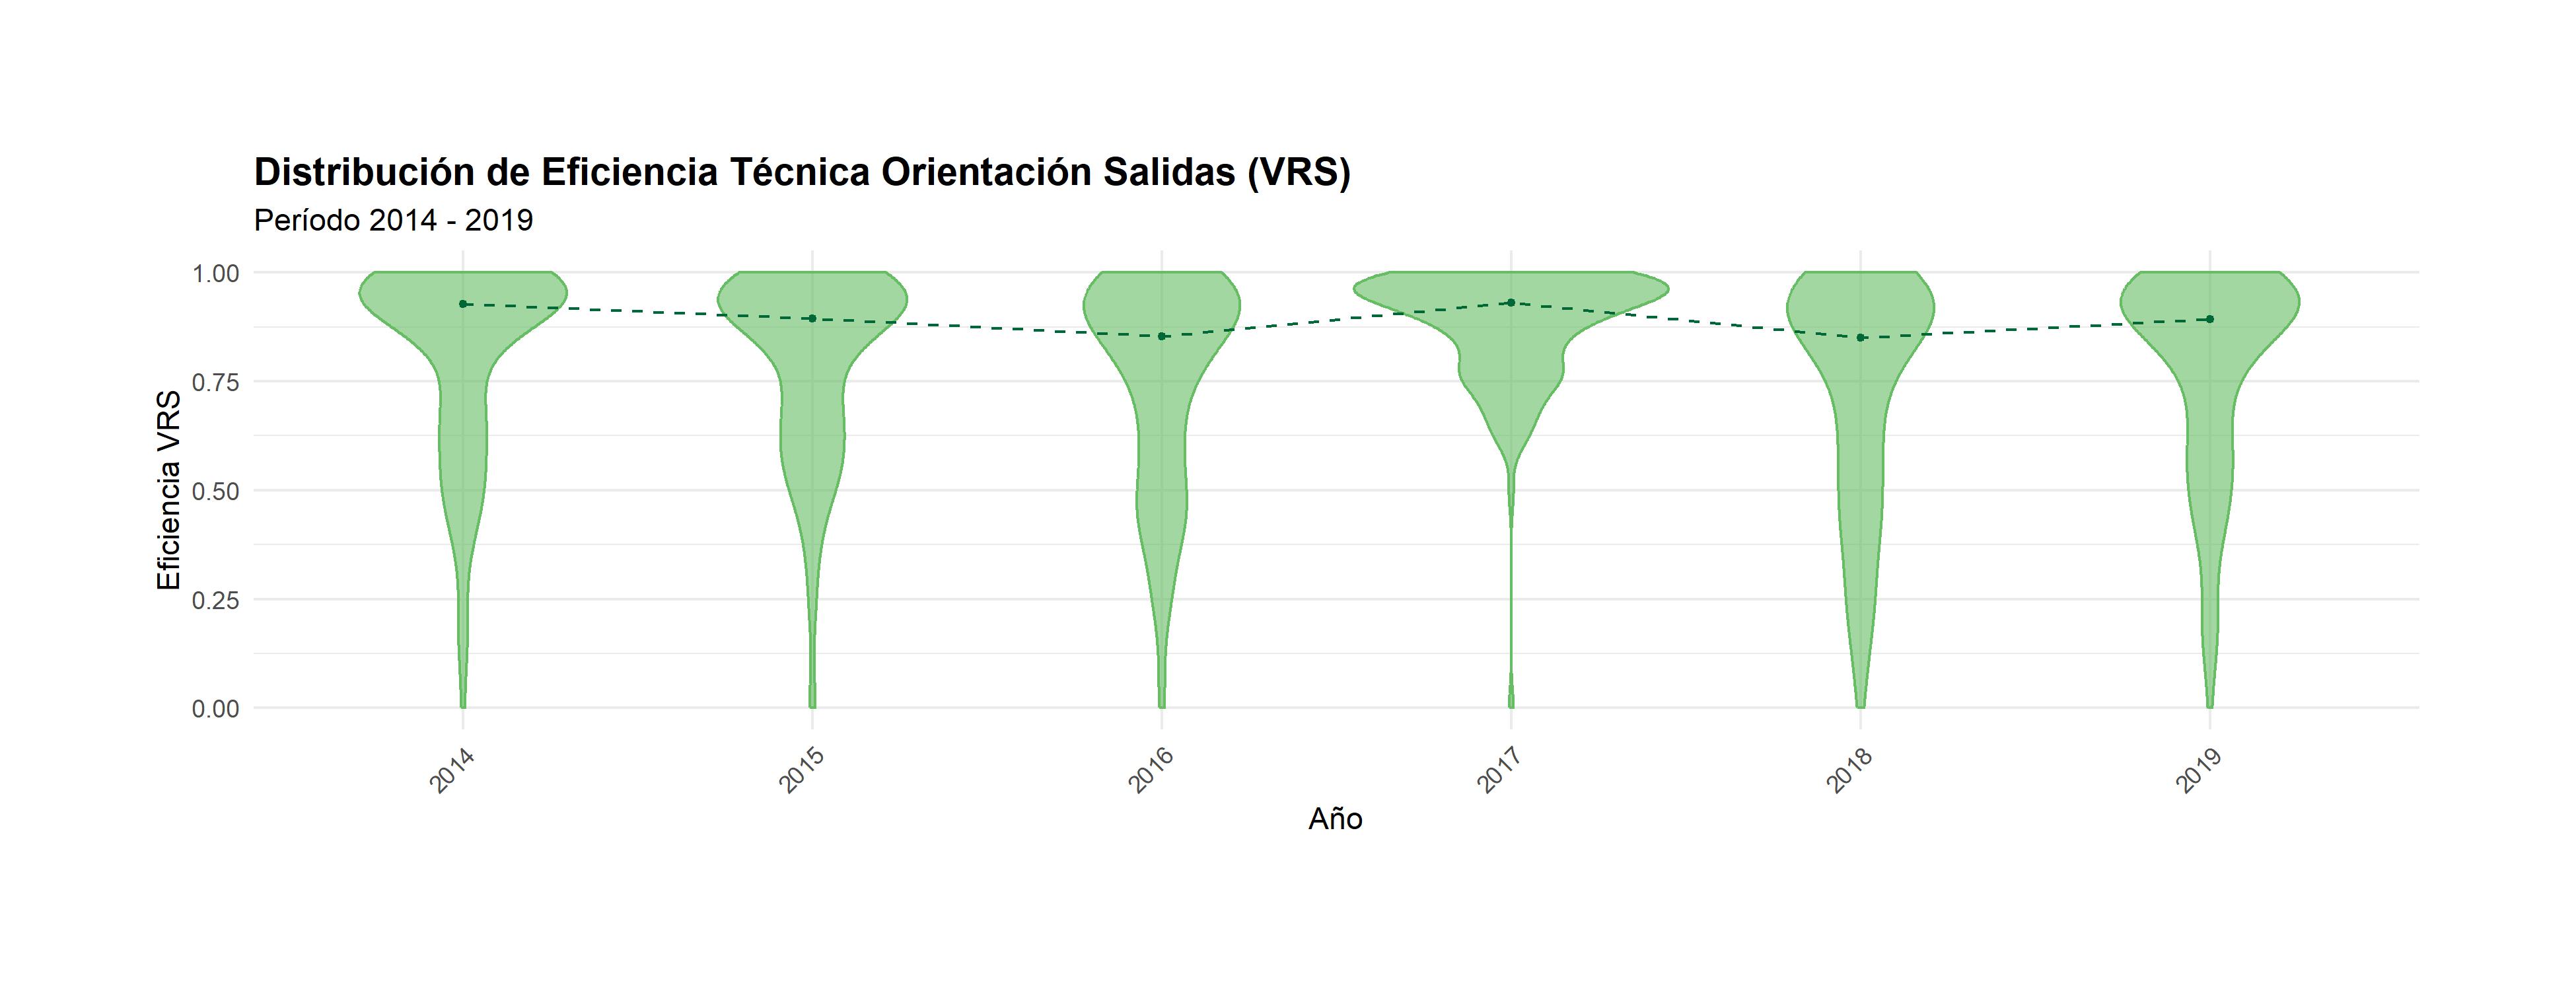 Distribución de Eficiencia Técnica Orientación Salidas (VRS)
Período 2014 - 2019
Eficiencia VRS
1.00
0.75
0.50
0.25
0.00
2014
2015
2016
2017
2018
2019
Año